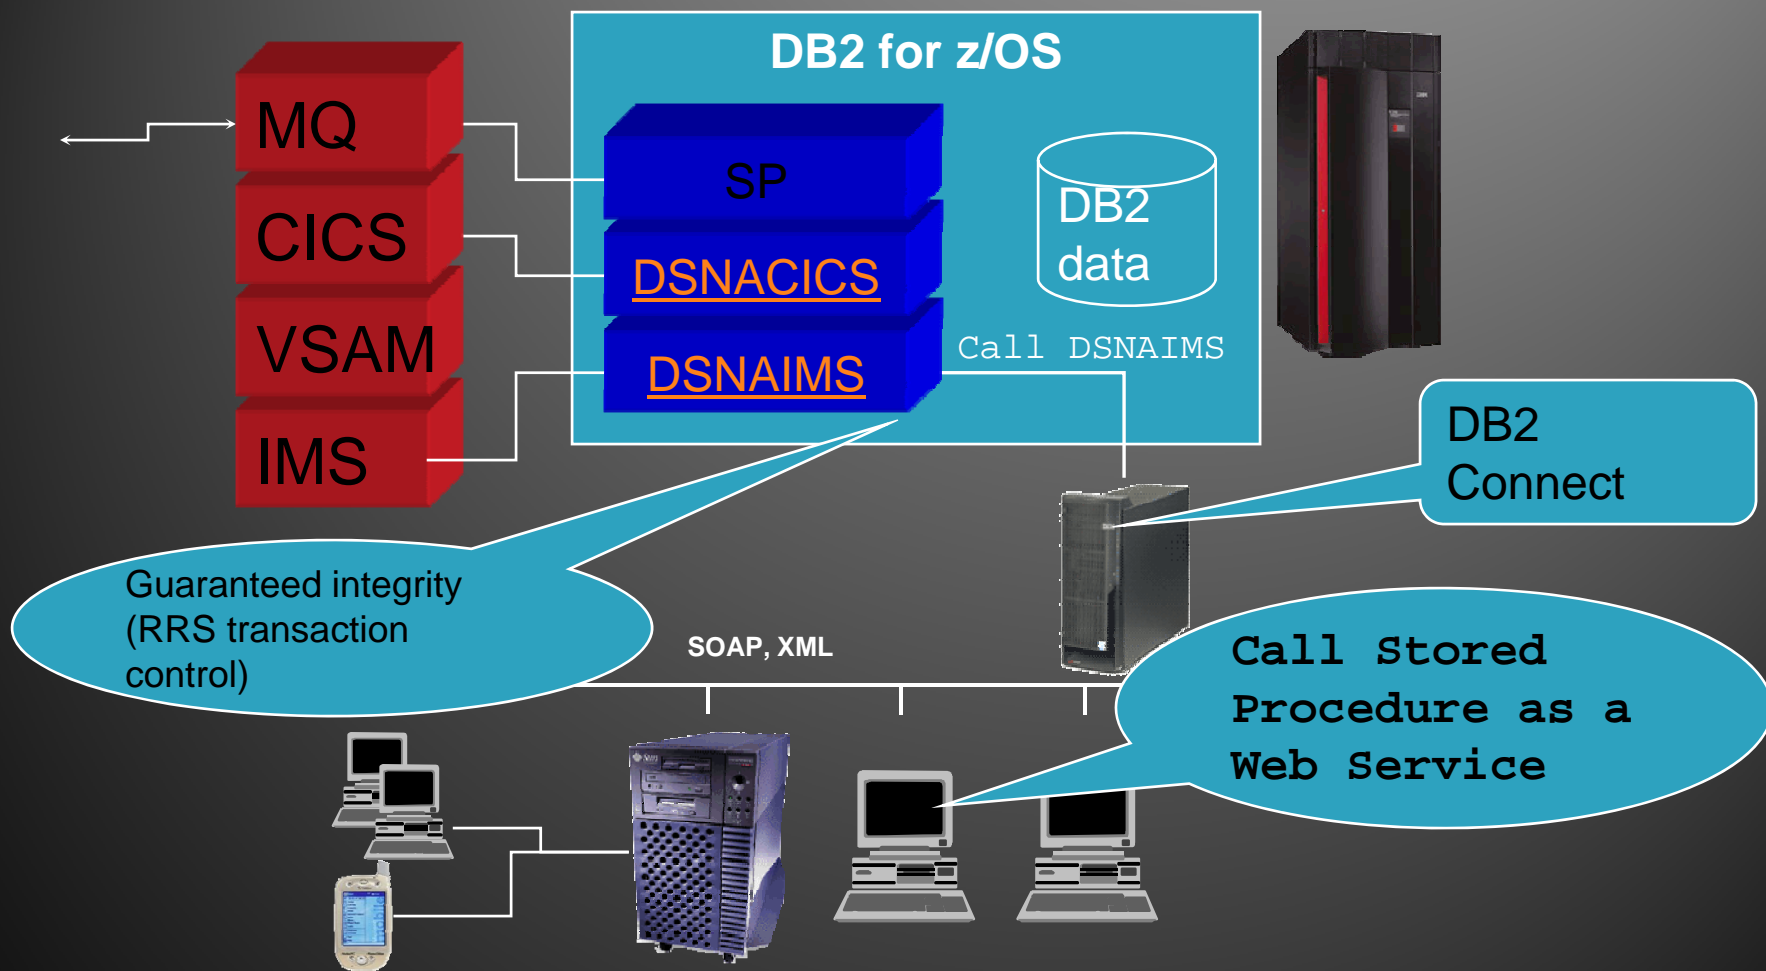 DB2 for z/OS
MQ
CICS
VSAM
IMS
SP
DSNACICS
DSNAIMS
DB2
data
Call DSNAIMS
DB2
Connect
Guaranteed integrity
(RRS transaction
control)
SOAP, XML
Call Stored
Procedure as a
Web Service